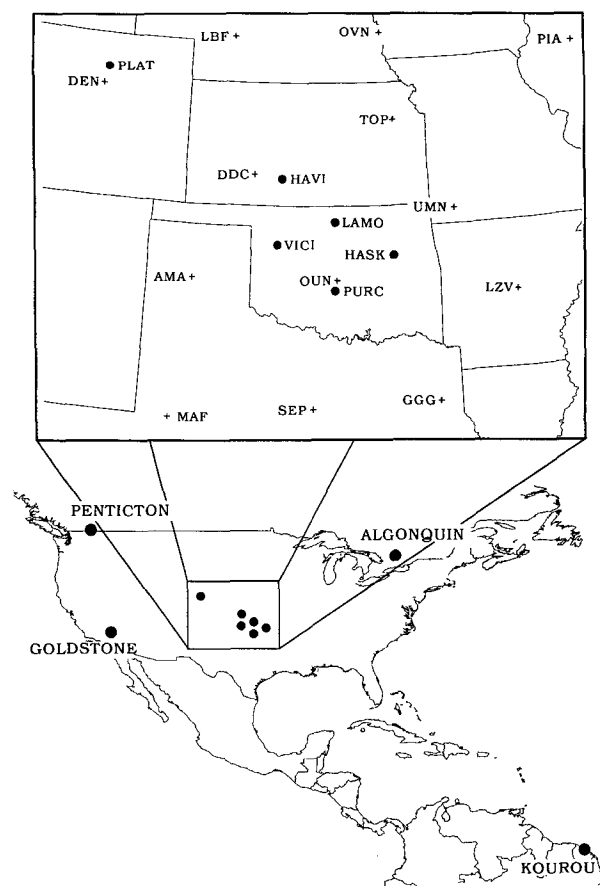 LBF+
OVN+
PIA+
PLAT
DEN+
TOP+
DDC+
HAVI
UMN+
LAMO
VICI
HASK
AMA+
OUN+
PURC
LZV+
GGG+
+ MAF
SEP+
PENTICTON
ALGONQUIN
GOLDSTONE
KOUROU